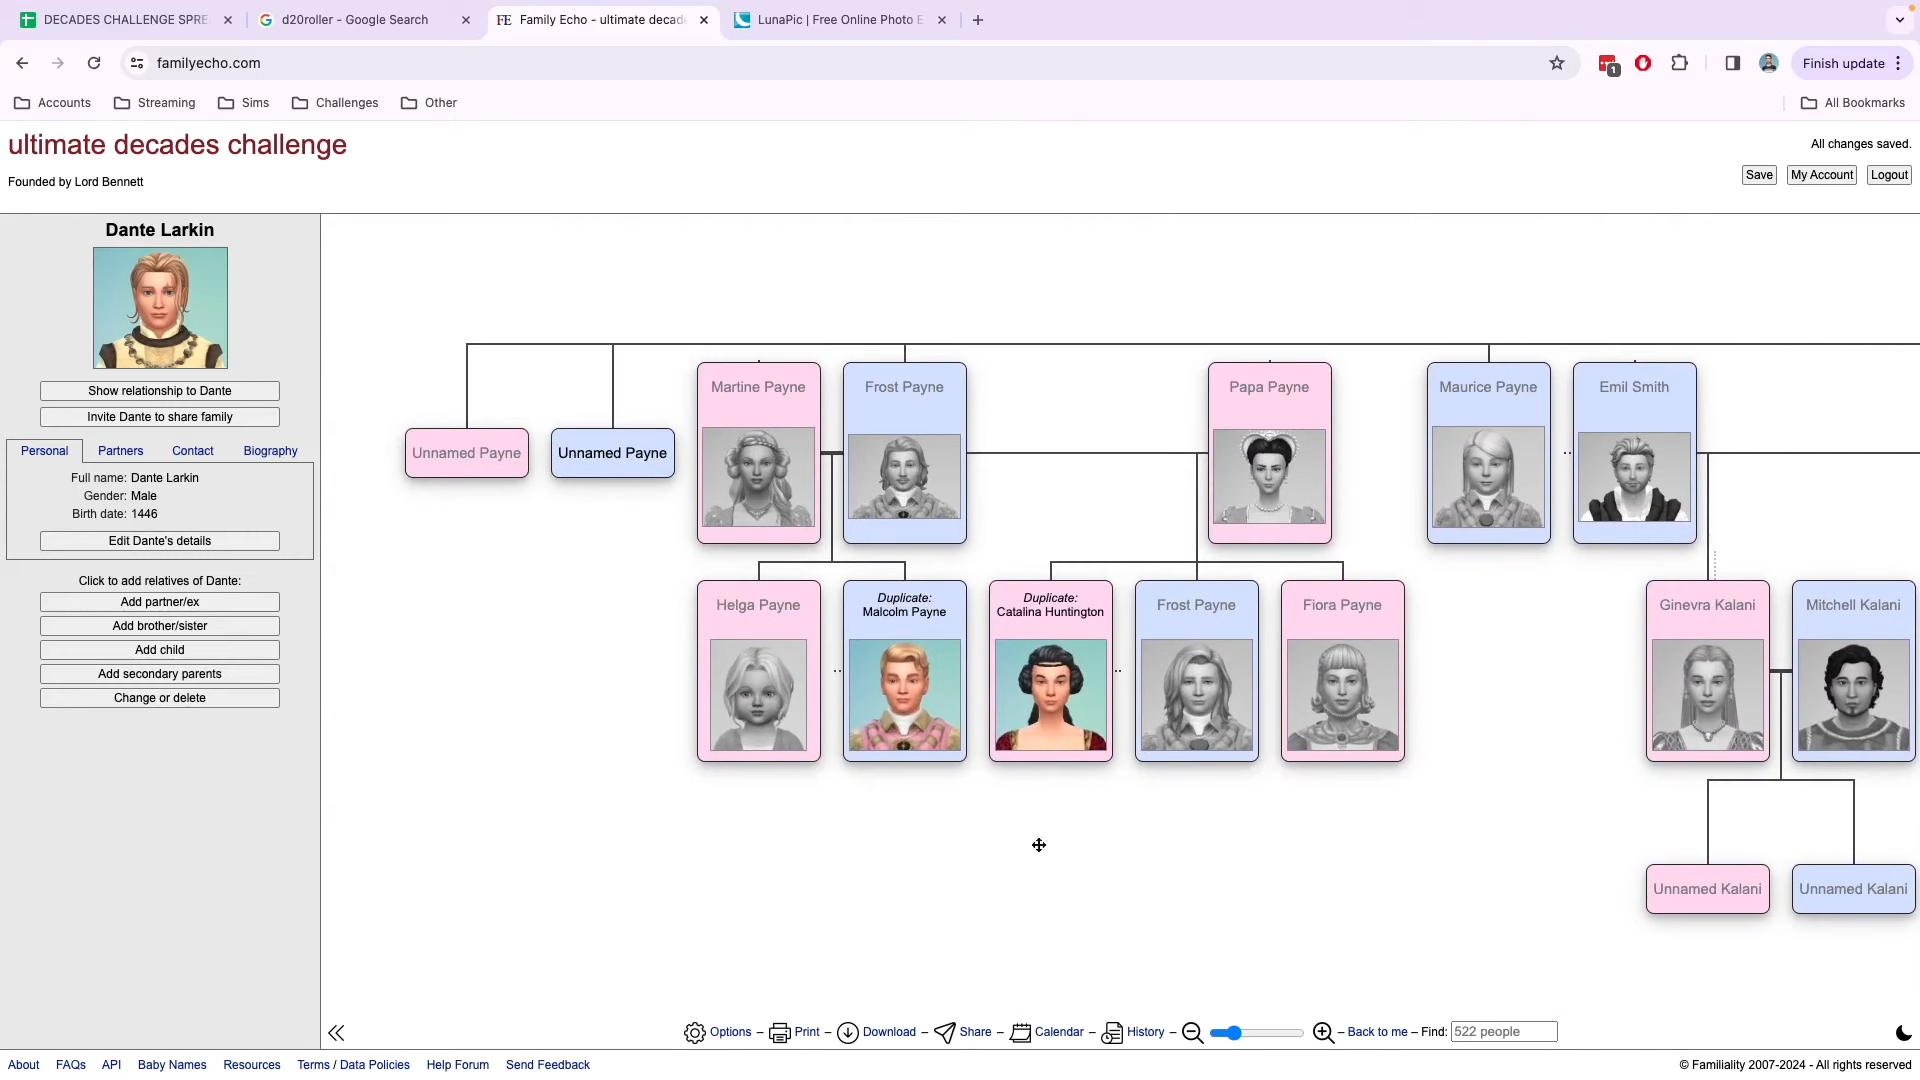 DECADES CHALLENGE SPRE
d20roller - Google Search
FE Family Echo - ultimate decad
LunaPic | Free Online Photo E
familyecho.com
1
Finish update
Accounts
Streaming
Sims
Challenges
Other
All Bookmarks
ultimate decades challenge
All changes saved.
Founded by Lord Bennett
Save
My Account
Logout
Dante Larkin
Show relationship to Dante
Invite Dante to share family
Personal
Partners
Contact
Biography
Full name: Dante Larkin
Gender: Male
Birth date: 1446
Edit Dante's details
Click to add relatives of Dante:
Add partner/ex
Add brother/sister
Add child
Add secondary parents
Change or delete
Martine Payne
Frost Payne
Papa Payne
Maurice Payne
Emil Smith
Unnamed Payne
Unnamed Payne
Helga Payne
Duplicate:
Malcolm Payne
Duplicate:
Catalina Huntington
Frost Payne
Fiora Payne
Ginevra Kalani
Mitchell Kalani
Unnamed Kalani
Unnamed Kalani
Options – Print – Download – Share – Calendar – History – – Back to me – Find: 522 people
About
FAQs
API
Baby Names
Resources
Terms / Data Policies
Help Forum
Send Feedback
© Familiality 2007-2024 - All rights reserved